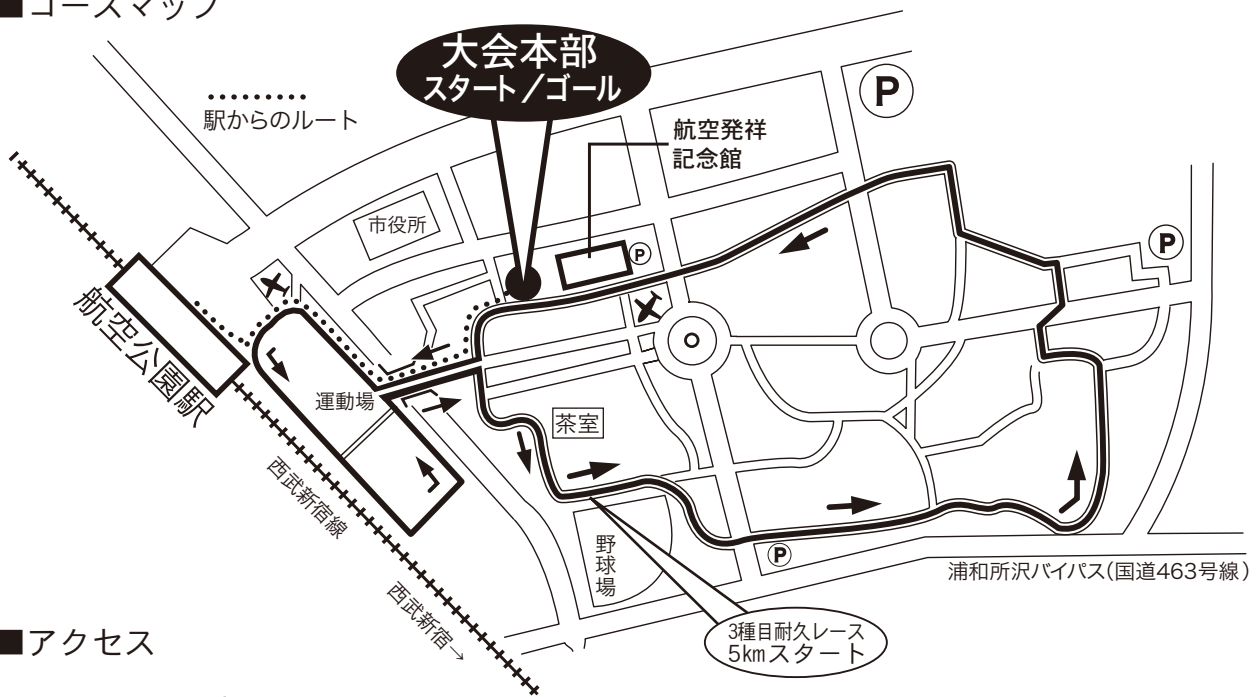 ■コースマップ
大会本部
スタート／ゴール
P
駅からのルート
航空発祥
記念館
市役所
P
P
航空公園駅
運動場
茶室
西武新宿線
野球場
P
浦和所沢バイパス(国道463号線)
西武新宿→
3種目耐久レース
5kmスタート
■アクセス